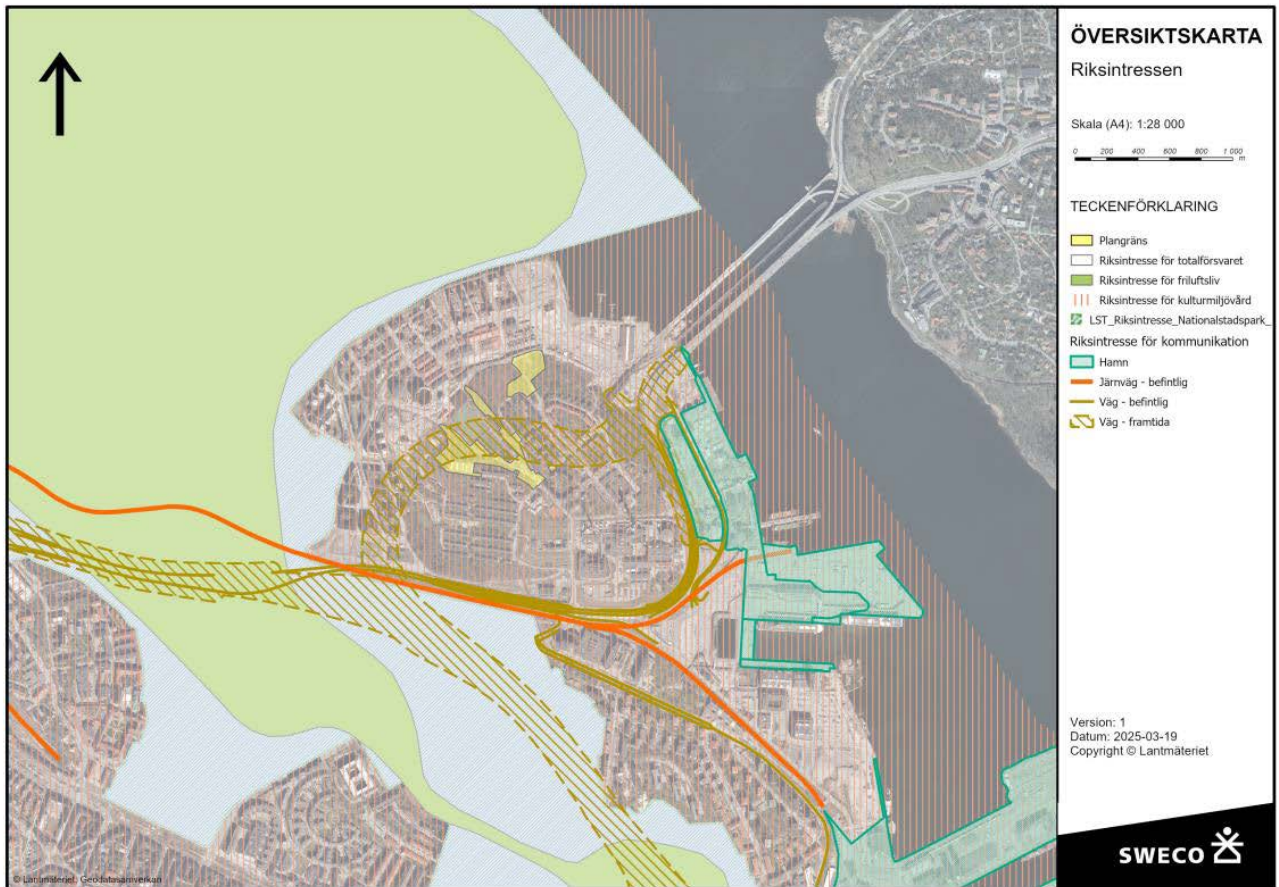 ÖVERSIKTSKARTA
Riksintressen
Skala (A4): 1:28 000
0 200 400 600 800 1 000
m
TECKENFÖRKLARING
Plangräns
Riksintresse för totalförsvaret
Riksintresse för friluftsliv
Riksintresse för kulturmiljövård
LST_Riksintresse_Nationalstadspark_
Riksintresse för kommunikation
Hamn
Järnväg - befintlig
Väg - befintlig
Väg - framtida
Version: 1
Datum: 2025-03-19
Copyright © Lantmäteriet
SWECO
© Lantmäteriet, Geodatasamverkan